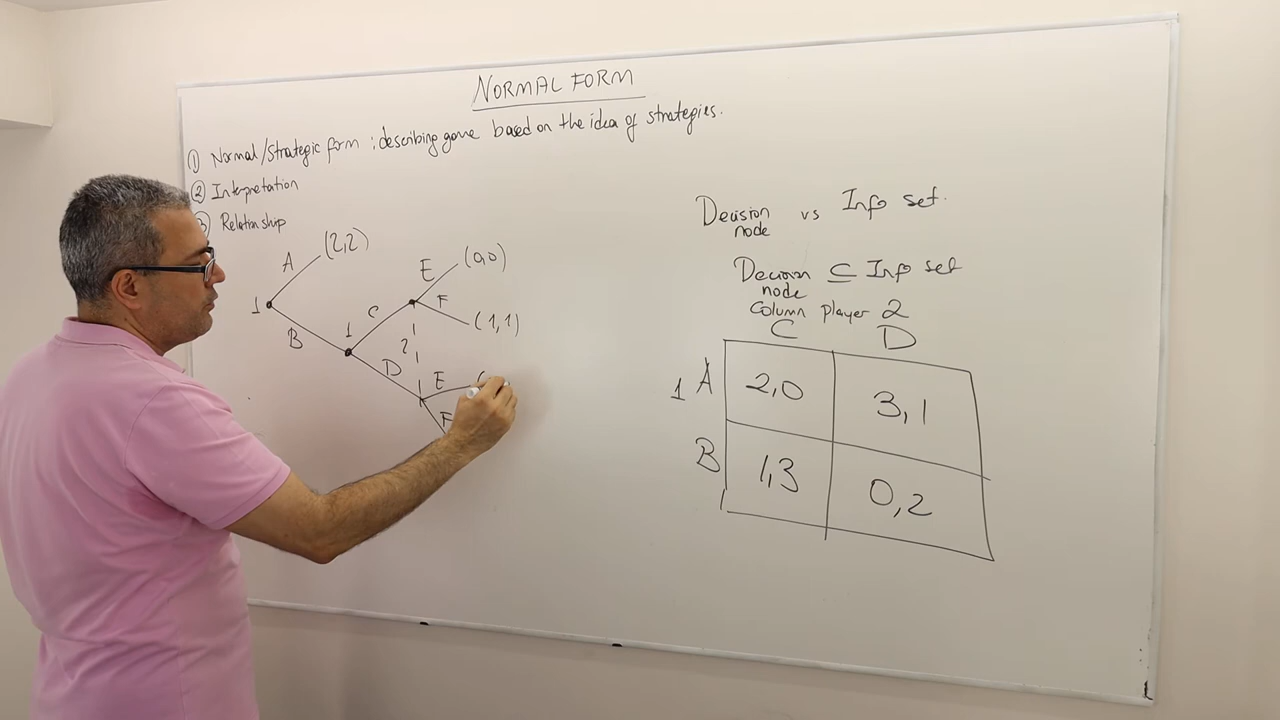 NORMAL FORM
① Normal/Strategic form : describing game based on the idea of strategies.
② Interpretation
③ Relationship
A (2,2)
1
B
1
C
E (0,0)
F (1,1)
2
D
E (
F
Decision node vs Info set.
Decision node ⊆ Info set
Column player 2
C D
1 A 2,0 3,1
B 1,3 0,2